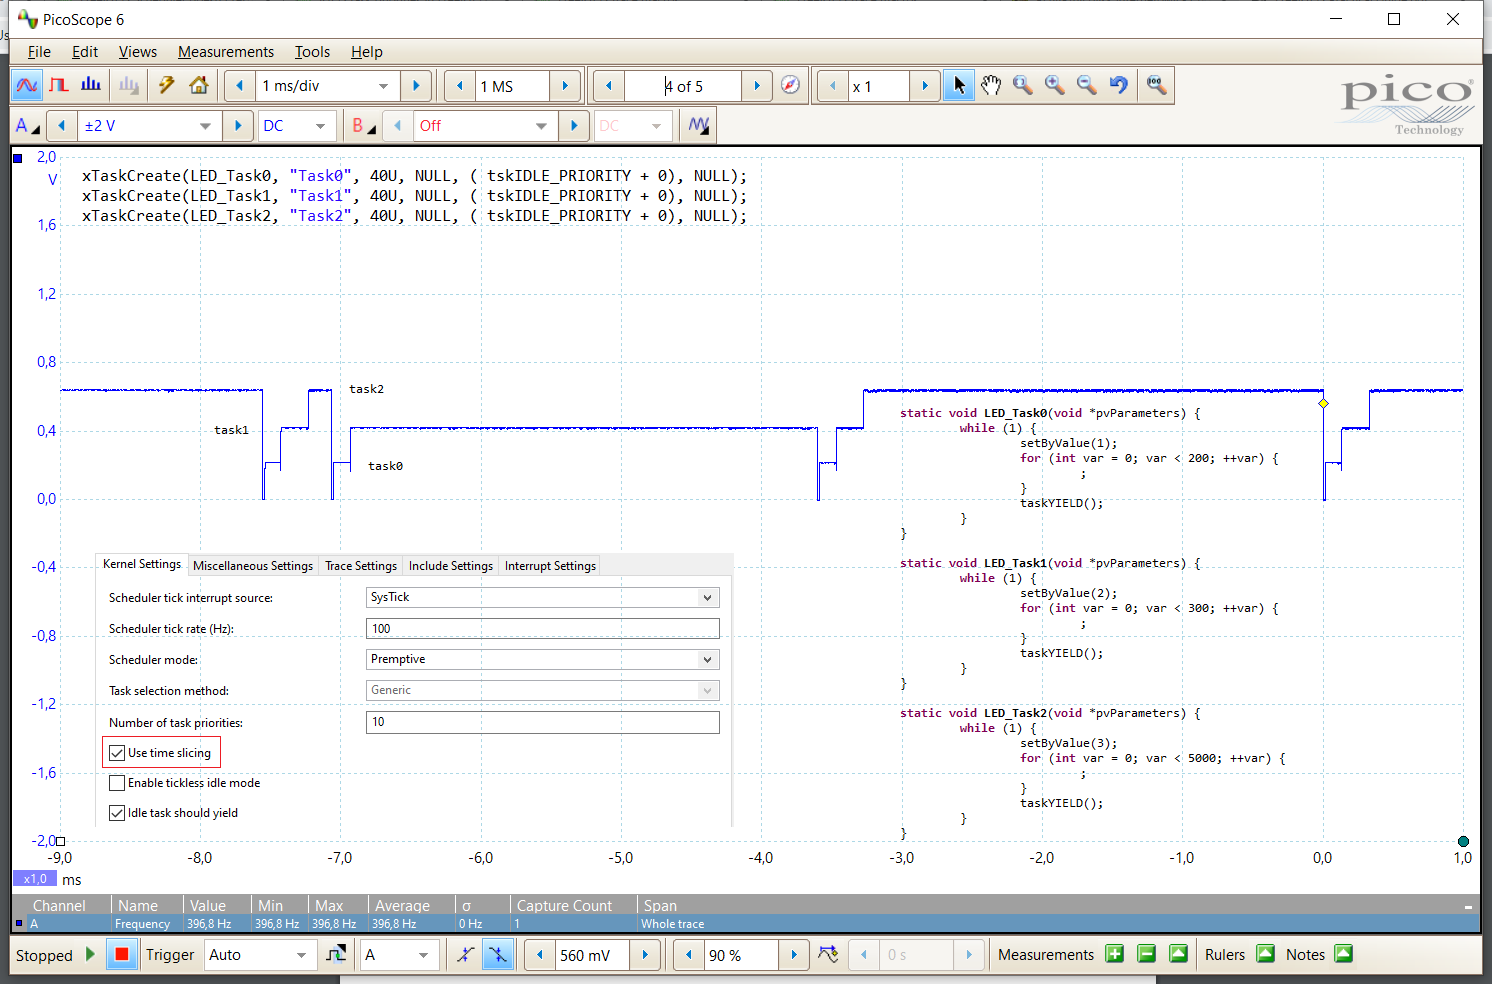 PicoScope 6
File Edit Views Measurements Tools Help
1 ms/div 1 MS 4 of 5 x 1
A ±2 V DC B Off DC
pico
Technology
2,0
V
1,6
1,2
0,8
0,4
0,0
-0,4
-0,8
-1,2
-1,6
-2,0
xTaskCreate(LED_Task0, "Task0", 40U, NULL, ( tskIDLE_PRIORITY + 0), NULL);
xTaskCreate(LED_Task1, "Task1", 40U, NULL, ( tskIDLE_PRIORITY + 0), NULL);
xTaskCreate(LED_Task2, "Task2", 40U, NULL, ( tskIDLE_PRIORITY + 0), NULL);
task2
task1
task0
static void LED_Task0(void *pvParameters) {
while (1) {
setByValue(1);
for (int var = 0; var < 200; ++var) {
;
}
taskYIELD();
}
}
static void LED_Task1(void *pvParameters) {
while (1) {
setByValue(2);
for (int var = 0; var < 300; ++var) {
;
}
taskYIELD();
}
}
static void LED_Task2(void *pvParameters) {
while (1) {
setByValue(3);
for (int var = 0; var < 5000; ++var) {
;
}
taskYIELD();
}
}
Kernel Settings Miscellaneous Settings Trace Settings Include Settings Interrupt Settings
Scheduler tick interrupt source: SysTick
Scheduler tick rate (Hz): 100
Scheduler mode: Premptive
Task selection method: Generic
Number of task priorities: 10
Use time slicing
Enable tickless idle mode
Idle task should yield
-9,0 -8,0 -7,0 -6,0 -5,0 -4,0 -3,0 -2,0 -1,0 0,0 1,0
x1,0 ms
Channel Name Value Min Max Average σ Capture Count Span
A Frequency 396,8 Hz 396,8 Hz 396,8 Hz 396,8 Hz 0 Hz 1 Whole trace
Stopped Trigger Auto A 560 mV 90 % 0 s Measurements Rulers Notes